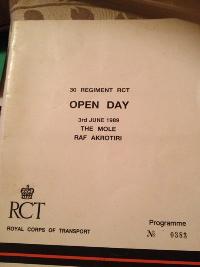 30 REGIMENT RCT
OPEN DAY
3rd JUNE 1989
THE MOLE
RAF AKROTIRI
RCT
ROYAL CORPS OF TRANSPORT
Programme
No 0353